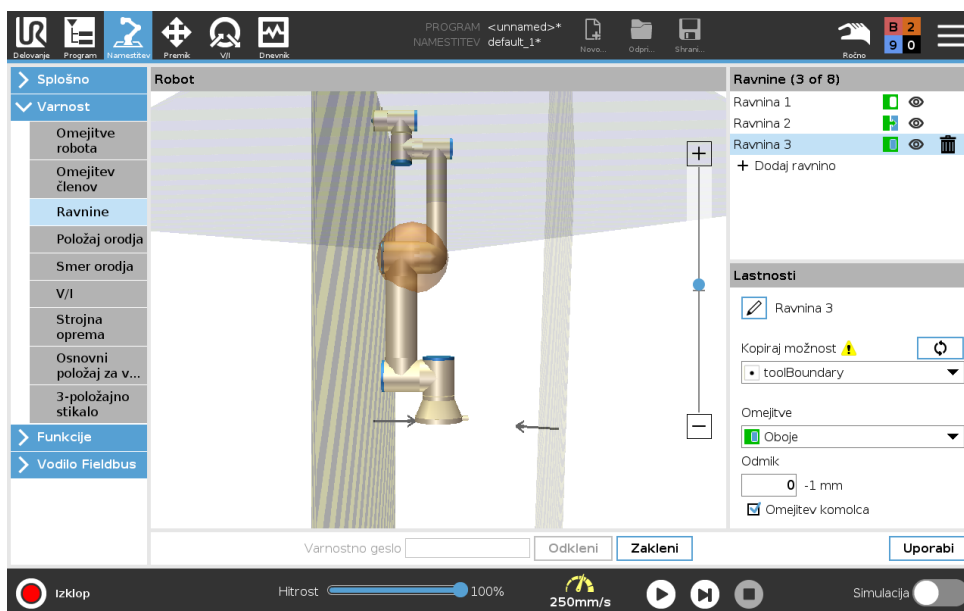 PROGRAM <unnamed>*
NAMESTITEV default_1*
Delovanje
Program
Namestitev
Premik
V/I
Dnevnik
Novo...
Odpri...
Shrani...
Ročno
B 2
9 0
Splošno
Varnost
Omejitve
robota
Omejitev
členov
Ravnine
Položaj orodja
Smer orodja
V/I
Strojna
oprema
Osnovni
položaj za v...
3-položajno
stikalo
Funkcije
Vodilo Fieldbus
Robot
Ravnine (3 of 8)
Ravnina 1
Ravnina 2
Ravnina 3
+ Dodaj ravnino
Lastnosti
Ravnina 3
Kopiraj možnost
toolBoundary
Omejitve
Oboje
Odmik
0 -1 mm
Omejitev komolca
Varnostno geslo
Odkleni
Zakleni
Uporabi
Izklop
Hitrost
100%
250mm/s
Simulacija